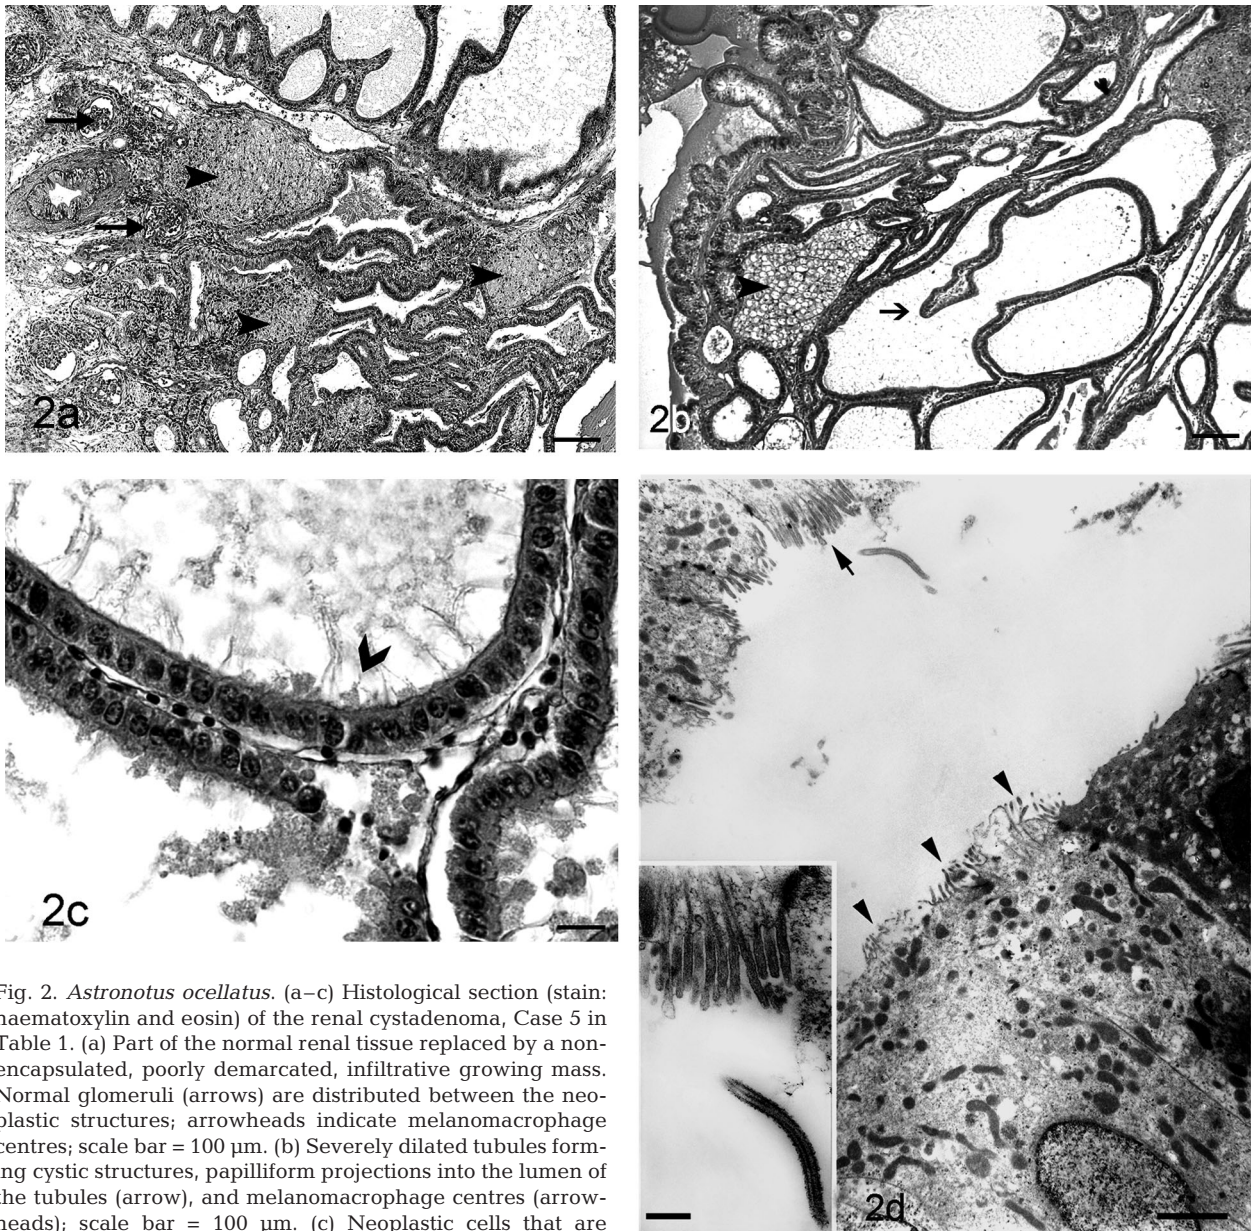 2a
2b
2c
2d
Fig. 2. Astronotus ocellatus. (a–c) Histological section (stain:
haematoxylin and eosin) of the renal cystadenoma, Case 5 in
Table 1. (a) Part of the normal renal tissue replaced by a non-
encapsulated, poorly demarcated, infiltrative growing mass.
Normal glomeruli (arrows) are distributed between the neo-
plastic structures; arrowheads indicate melanomacrophage
centres; scale bar = 100 µm. (b) Severely dilated tubules form-
ing cystic structures, papilliform projections into the lumen of
the tubules (arrow), and melanomacrophage centres (arrow-
heads); scale bar = 100 µm. (c) Neoplastic cells that are